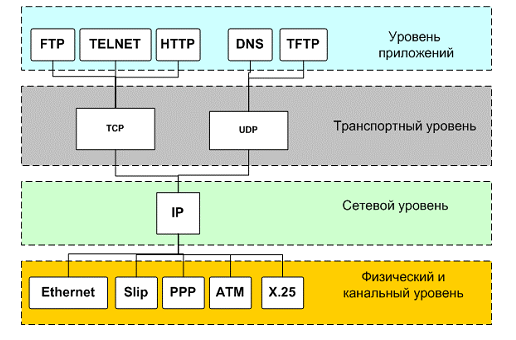 FTP TELNET HTTP DNS TFTP
Уровень
приложений
TCP UDP
Транспортный уровень
IP
Сетевой уровень
Физический и
канальный уровень
Ethernet Slip PPP ATM X.25